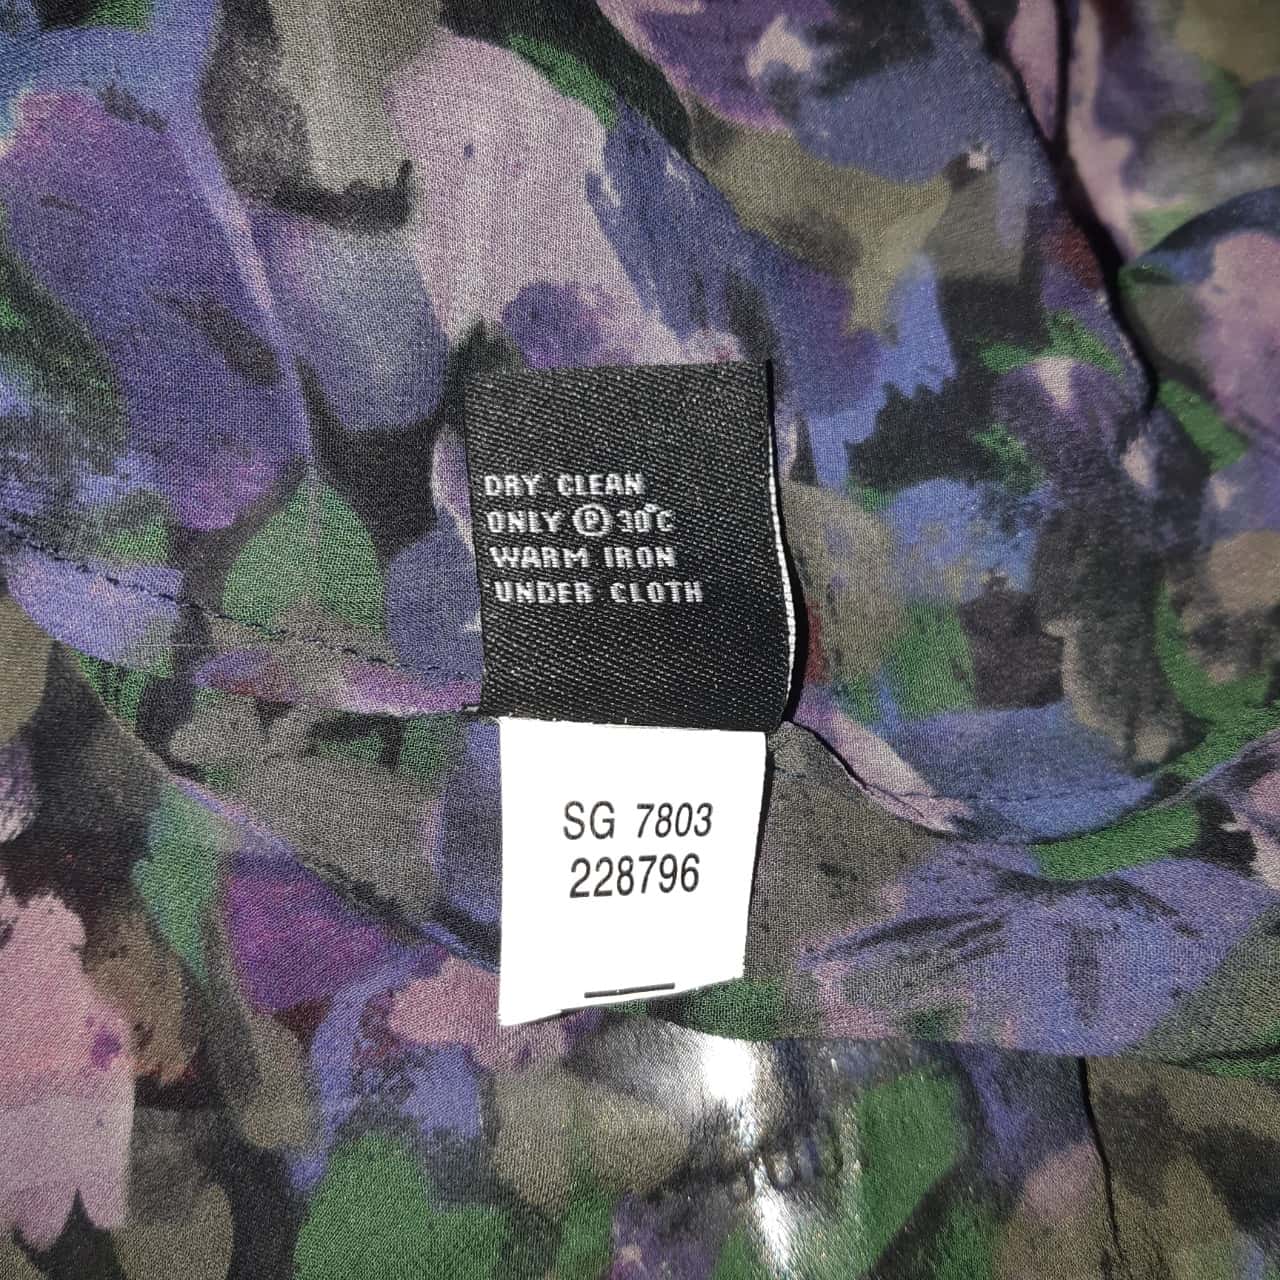 DRY CLEAN
ONLY Ⓟ 30°C
WARM IRON
UNDER CLOTH
SG 7803
228796